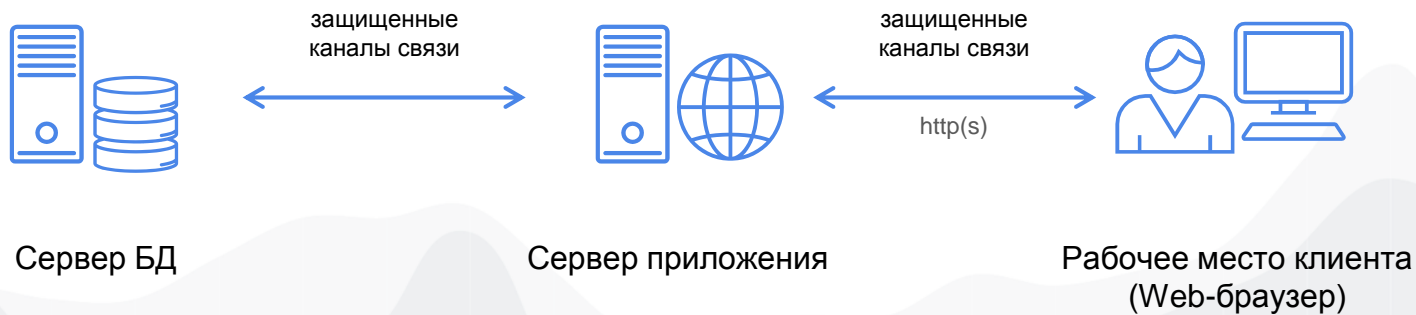 защищенные
каналы связи
защищенные
каналы связи
http(s)
Сервер БД
Сервер приложения
Рабочее место клиента
(Web-браузер)